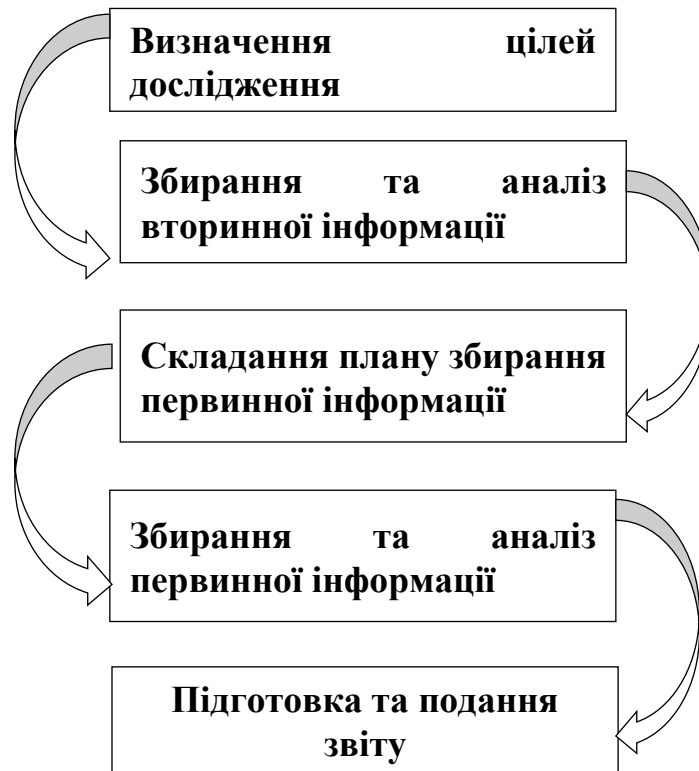 Визначення цілей
дослідження
Збирання та аналіз
вторинної інформації
Складання плану збирання
первинної інформації
Збирання та аналіз
первинної інформації
Підготовка та подання
звіту